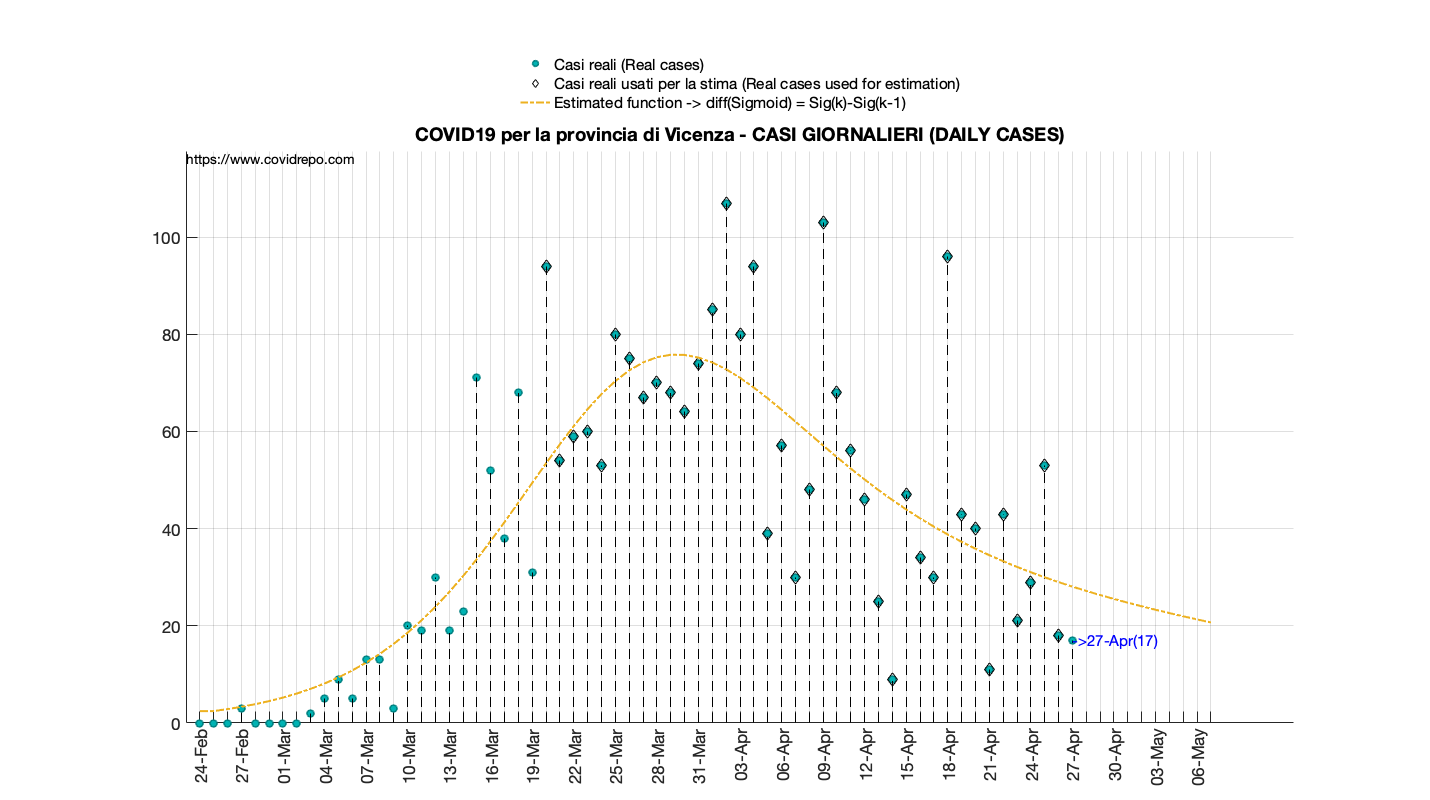 Casi reali (Real cases)
Casi reali usati per la stima (Real cases used for estimation)
Estimated function -> diff(Sigmoid) = Sig(k)-Sig(k-1)
COVID19 per la provincia di Vicenza - CASI GIORNALIERI (DAILY CASES)
https://www.covidrepo.com
100
80
60
40
20
0
->27-Apr(17)
24-Feb
27-Feb
01-Mar
04-Mar
07-Mar
10-Mar
13-Mar
16-Mar
19-Mar
22-Mar
25-Mar
28-Mar
31-Mar
03-Apr
06-Apr
09-Apr
12-Apr
15-Apr
18-Apr
21-Apr
24-Apr
27-Apr
30-Apr
03-May
06-May